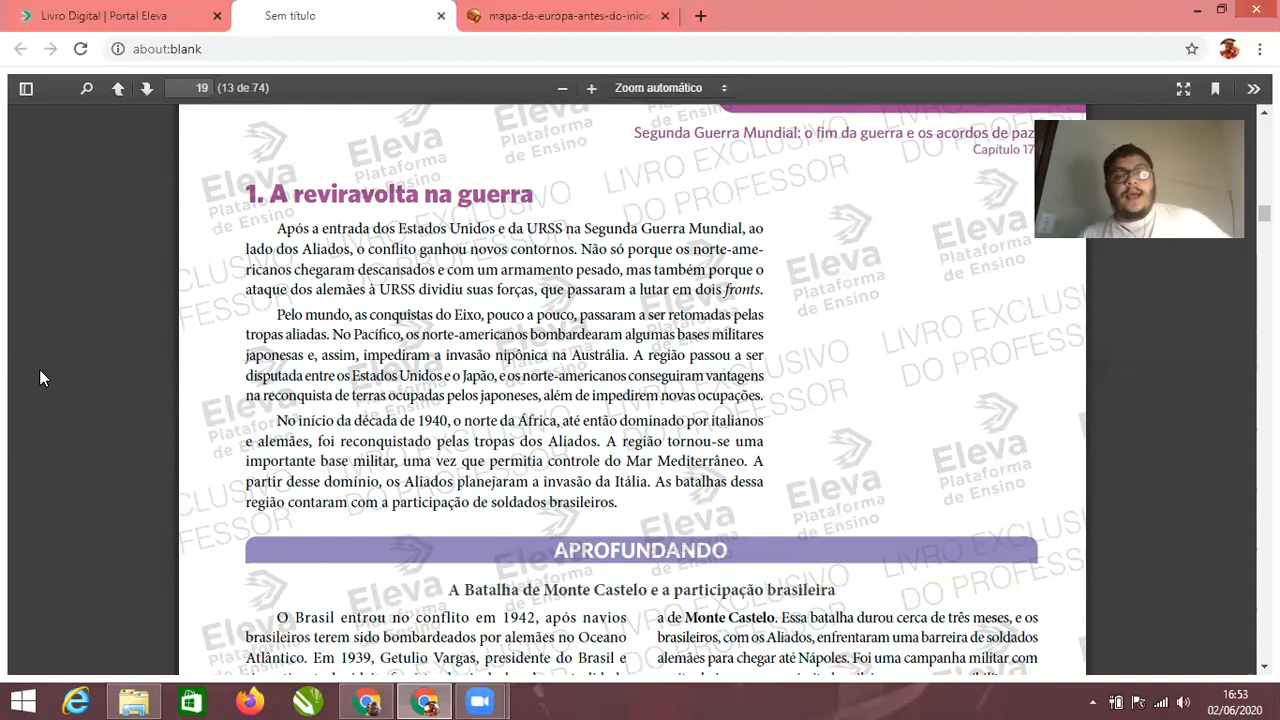 Livro Digital | Portal Eleva
Sem título
mapa-da-europa-antes-do-inicio
about:blank
19 (13 de 74)
Zoom automático
Segunda Guerra Mundial: o fim da guerra e os acordos de paz
Capítulo 17
1. A reviravolta na guerra
Após a entrada dos Estados Unidos e da URSS na Segunda Guerra Mundial, ao
lado dos Aliados, o conflito ganhou novos contornos. Não só porque os norte-ame-
ricanos chegaram descansados e com um armamento pesado, mas também porque o
ataque dos alemães à URSS dividiu suas forças, que passaram a lutar em dois fronts.
Pelo mundo, as conquistas do Eixo, pouco a pouco, passaram a ser retomadas pelas
tropas aliadas. No Pacífico, os norte-americanos bombardearam algumas bases militares
japonesas e, assim, impediram a invasão nipônica na Austrália. A região passou a ser
disputada entre os Estados Unidos e o Japão, e os norte-americanos conseguiram vantagens
na reconquista de terras ocupadas pelos japoneses, além de impedirem novas ocupações.
No início da década de 1940, o norte da África, até então dominado por italianos
e alemães, foi reconquistado pelas tropas dos Aliados. A região tornou-se uma
importante base militar, uma vez que permitia controle do Mar Mediterrâneo. A
partir desse domínio, os Aliados planejaram a invasão da Itália. As batalhas dessa
região contaram com a participação de soldados brasileiros.
APROFUNDANDO
A Batalha de Monte Castelo e a participação brasileira
O Brasil entrou no conflito em 1942, após navios
brasileiros terem sido bombardeados por alemães no Oceano
Atlântico. Em 1939, Getulio Vargas, presidente do Brasil e
a de Monte Castelo. Essa batalha durou cerca de três meses, e os
brasileiros, com os Aliados, enfrentaram uma barreira de soldados
alemães para chegar até Nápoles. Foi uma campanha militar com
Eleva
Plataforma
de Ensino
LIVRO EXCLUSIVO
DO PROFESSOR
16:53
02/06/2020